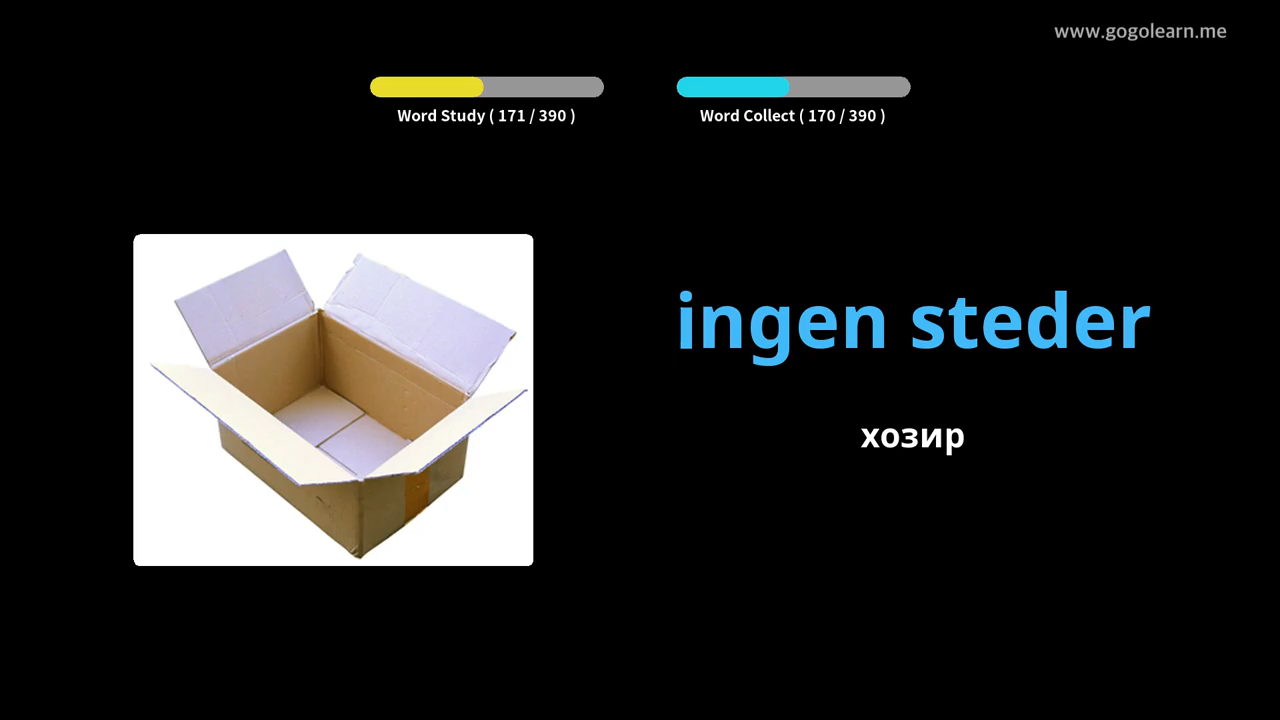 www.gogolearn.me
Word Study ( 171 / 390 )
Word Collect ( 170 / 390 )
ingen steder
хозир